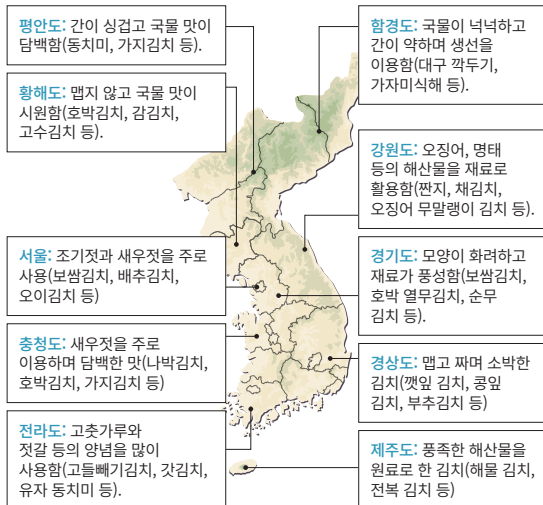 평안도: 간이 싱겁고 국물 맛이
담백함(동치미, 가지김치 등).
황해도: 맵지 않고 국물 맛이
시원함(호박김치, 감김치,
고수김치 등).
서울: 조기젓과 새우젓을 주로
사용(보쌈김치, 배추김치,
오이김치 등)
충청도: 새우젓을 주로
이용하며 담백한 맛(나박김치,
호박김치, 가지김치 등)
전라도: 고춧가루와
젓갈 등의 양념을 많이
사용함(고들빼기김치, 갓김치,
유자 동치미 등).
함경도: 국물이 넉넉하고
간이 약하며 생선을
이용함(대구 깍두기,
가자미식해 등).
강원도: 오징어, 명태
등의 해산물을 재료로
활용함(짠지, 채김치,
오징어 무말랭이 김치 등).
경기도: 모양이 화려하고
재료가 풍성함(보쌈김치,
호박 열무김치, 순무
김치 등).
경상도: 맵고 짜며 소박한
김치(깻잎 김치, 콩잎
김치, 부추김치 등)
제주도: 풍족한 해산물을
원료로 한 김치(해물 김치,
전복 김치 등)